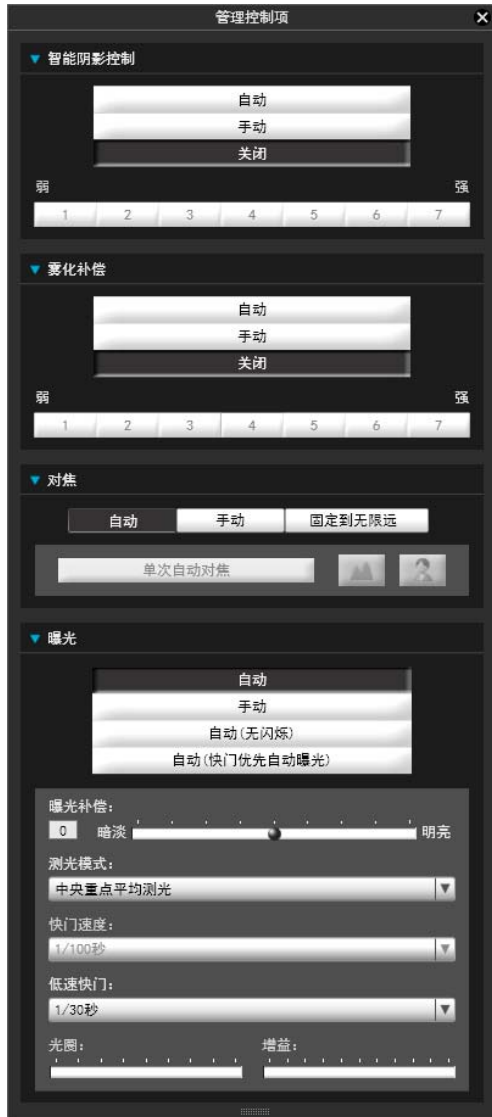 管理控制项
智能阴影控制
自动
手动
关闭
弱 强
1 2 3 4 5 6 7
雾化补偿
自动
手动
关闭
弱 强
1 2 3 4 5 6 7
对焦
自动 手动 固定到无限远
单次自动对焦
曝光
自动
手动
自动(无闪烁)
自动(快门优先自动曝光)
曝光补偿:
0 暗淡 明亮
测光模式:
中央重点平均测光
快门速度:
1/100秒
低速快门:
1/30秒
光圈: 增益: